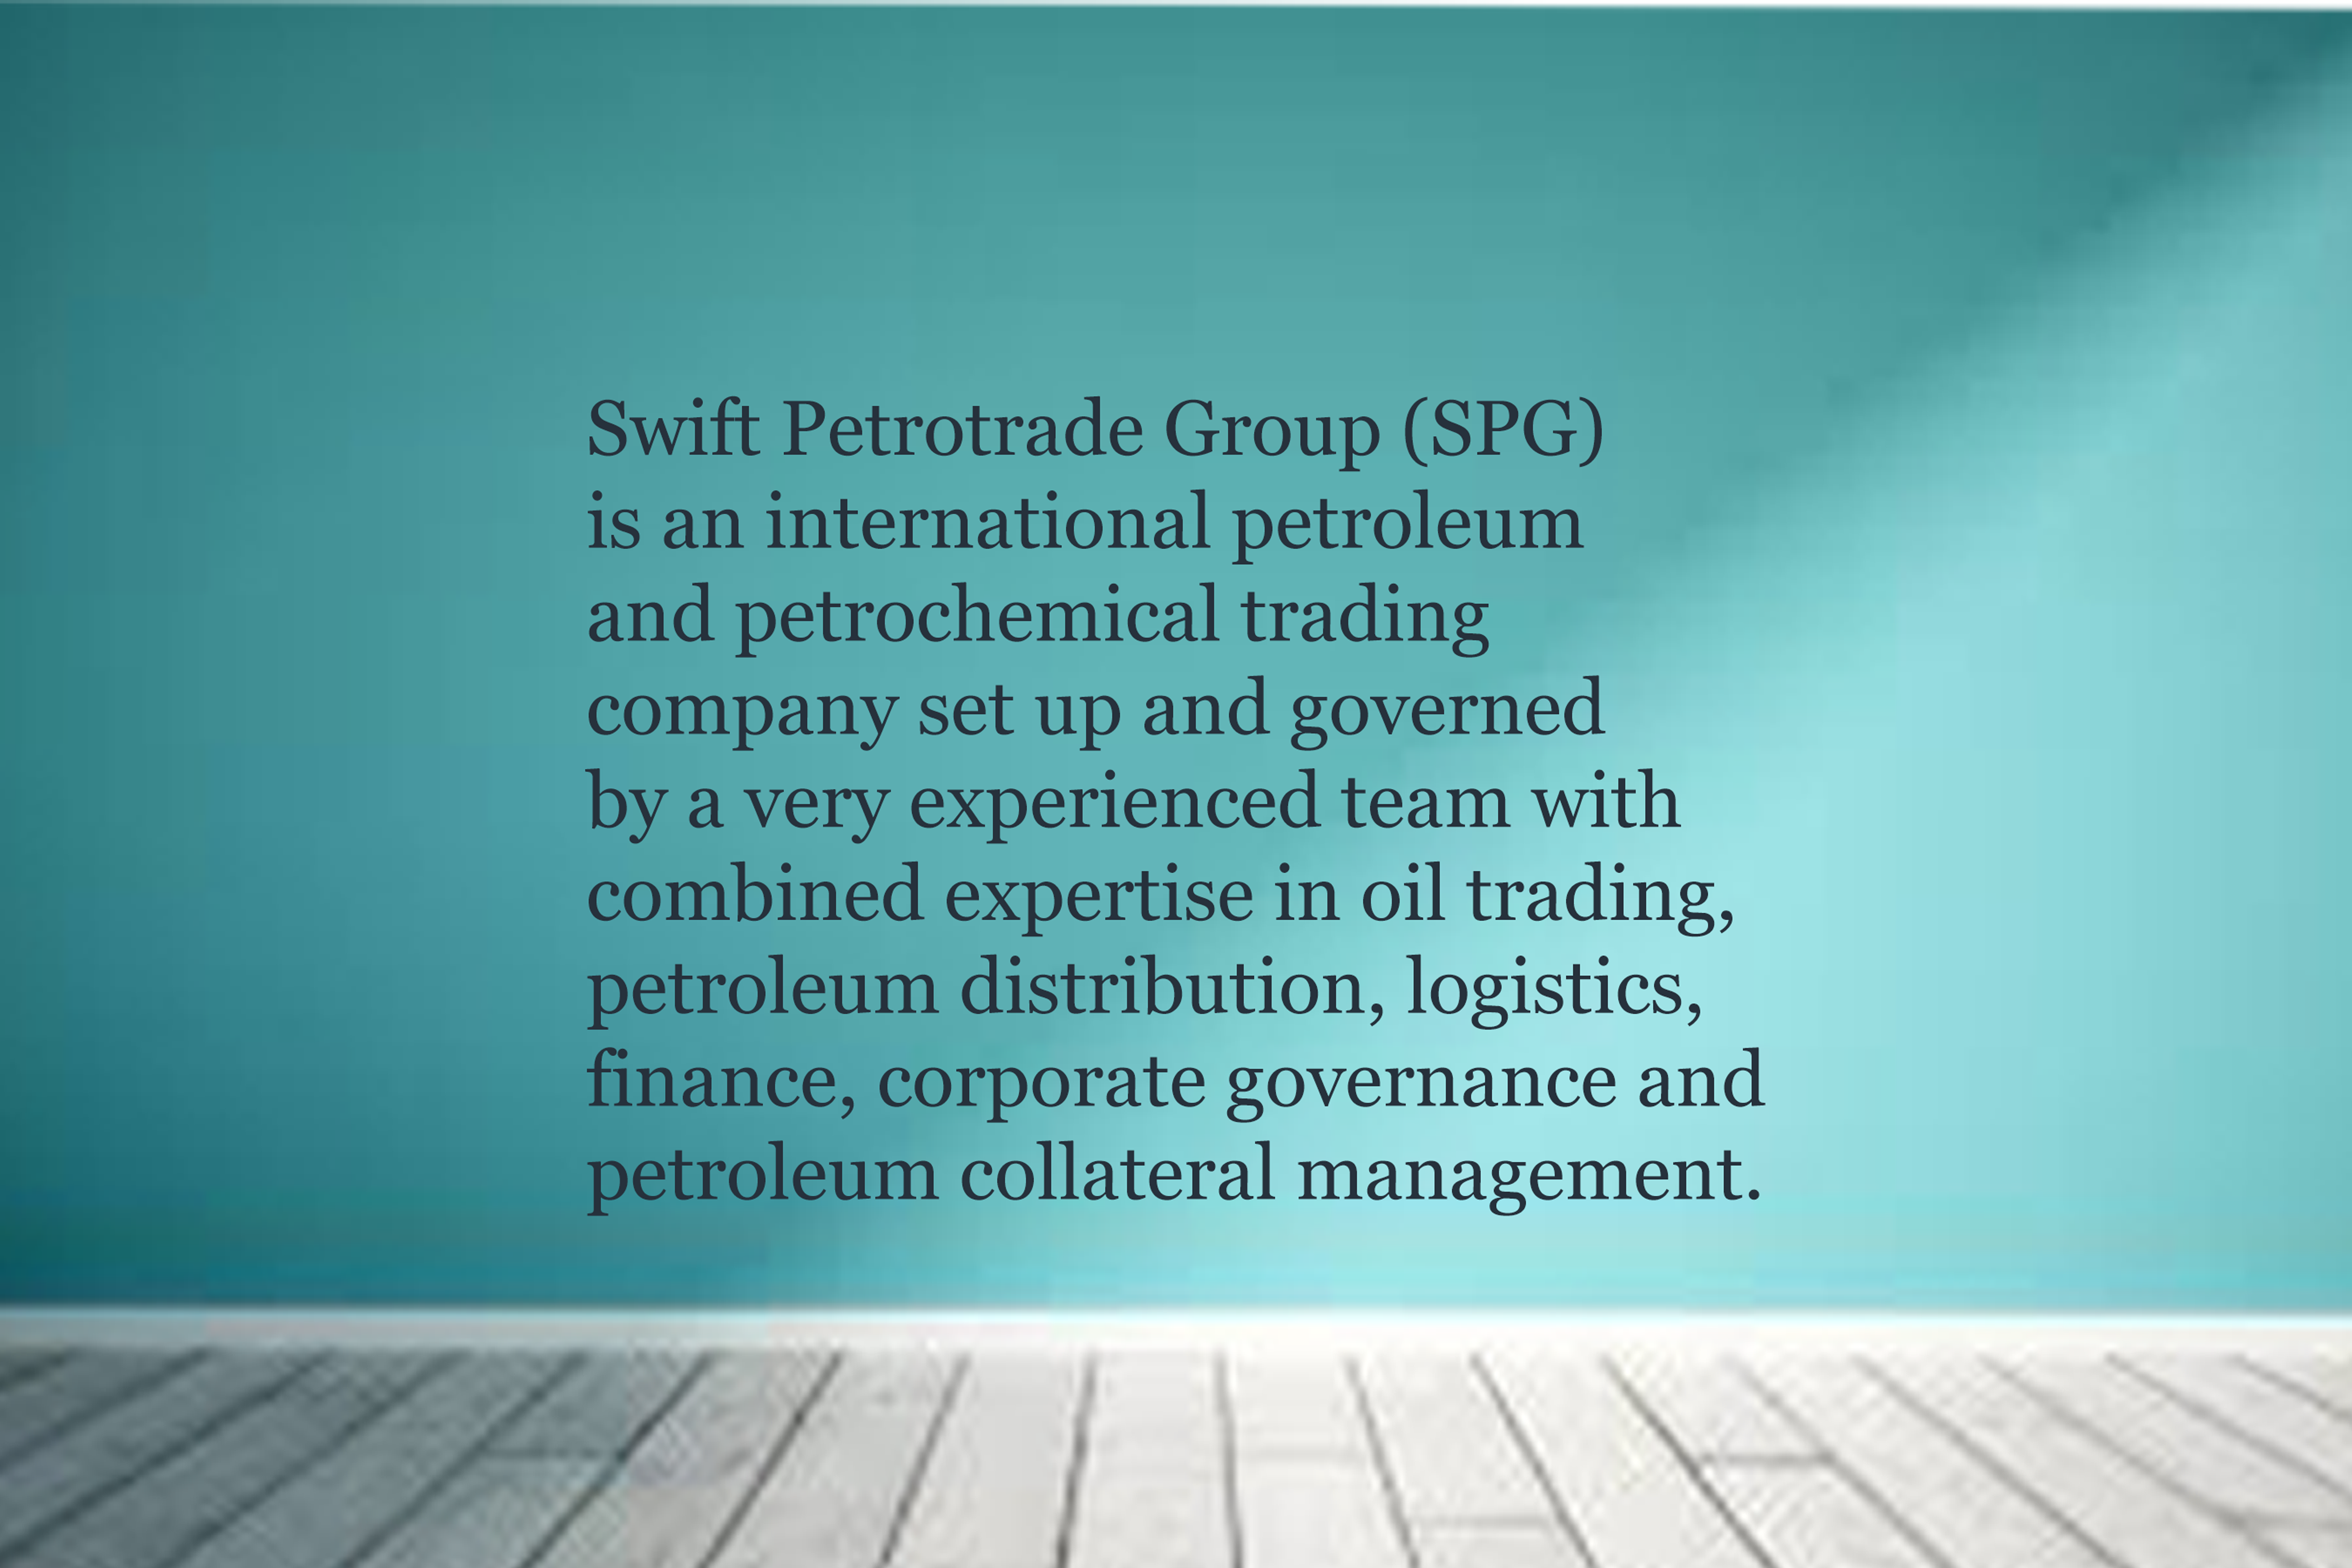 Swift Petrotrade Group (SPG)
is an international petroleum
and petrochemical trading
company set up and governed
by a very experienced team with
combined expertise in oil trading,
petroleum distribution, logistics,
finance, corporate governance and
petroleum collateral management.